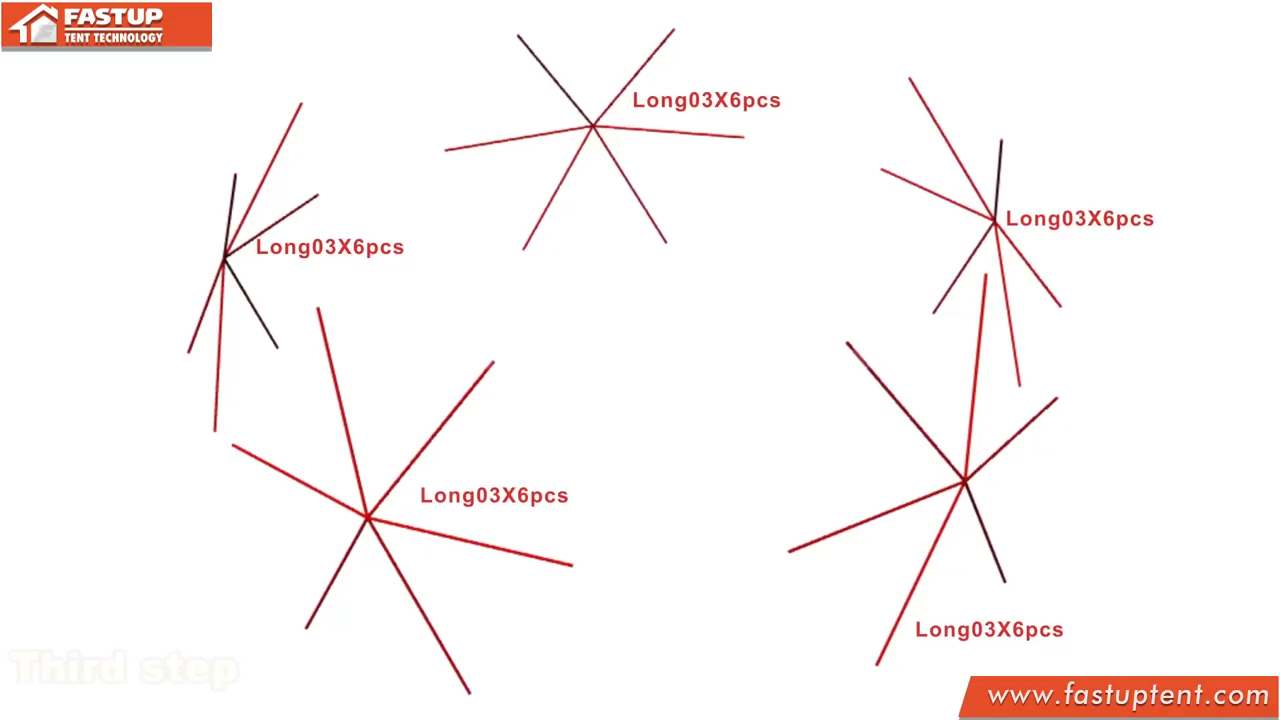 FASTUP
TENT TECHNOLOGY
Long03X6pcs
Long03X6pcs
Long03X6pcs
Long03X6pcs
Long03X6pcs
Third step
www.fastuptent.com